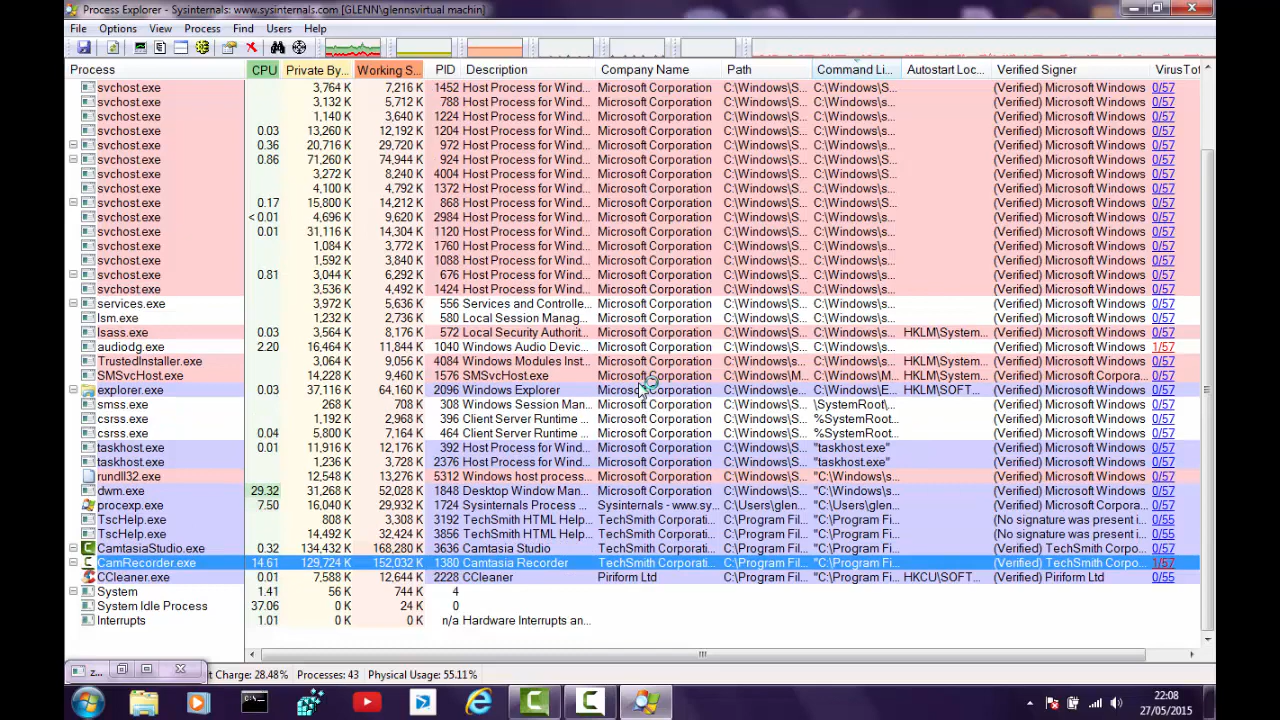 Process Explorer - Sysinternals: www.sysinternals.com [GLENN\glennsvirtual machin]
File Options View Process Find Users Help
Process CPU Private By... Working S... PID Description Company Name Path Command Li... Autostart Loc... Verified Signer VirusTot
svchost.exe 3,764 K 7,216 K 1452 Host Process for Wind... Microsoft Corporation C:\Windows\S... C:\Windows\s... (Verified) Microsoft Windows 0/57
svchost.exe 3,132 K 5,712 K 788 Host Process for Wind... Microsoft Corporation C:\Windows\S... C:\Windows\s... (Verified) Microsoft Windows 0/57
svchost.exe 1,140 K 3,640 K 1224 Host Process for Wind... Microsoft Corporation C:\Windows\S... C:\Windows\s... (Verified) Microsoft Windows 0/57
svchost.exe 0.03 13,260 K 12,192 K 1204 Host Process for Wind... Microsoft Corporation C:\Windows\S... C:\Windows\s... (Verified) Microsoft Windows 0/57
svchost.exe 0.36 20,716 K 29,720 K 972 Host Process for Wind... Microsoft Corporation C:\Windows\S... C:\Windows\S... (Verified) Microsoft Windows 0/57
svchost.exe 0.86 71,260 K 74,944 K 924 Host Process for Wind... Microsoft Corporation C:\Windows\S... C:\Windows\S... (Verified) Microsoft Windows 0/57
svchost.exe 3,272 K 8,240 K 4004 Host Process for Wind... Microsoft Corporation C:\Windows\S... C:\Windows\S... (Verified) Microsoft Windows 0/57
svchost.exe 4,100 K 4,792 K 1372 Host Process for Wind... Microsoft Corporation C:\Windows\S... C:\Windows\s... (Verified) Microsoft Windows 0/57
svchost.exe 0.17 15,800 K 14,212 K 868 Host Process for Wind... Microsoft Corporation C:\Windows\S... C:\Windows\S... (Verified) Microsoft Windows 0/57
svchost.exe < 0.01 4,696 K 9,620 K 2984 Host Process for Wind... Microsoft Corporation C:\Windows\S... C:\Windows\s... (Verified) Microsoft Windows 0/57
svchost.exe 0.01 31,116 K 14,304 K 1120 Host Process for Wind... Microsoft Corporation C:\Windows\S... C:\Windows\s... (Verified) Microsoft Windows 0/57
svchost.exe 1,084 K 3,772 K 1760 Host Process for Wind... Microsoft Corporation C:\Windows\S... C:\Windows\s... (Verified) Microsoft Windows 0/57
svchost.exe 1,592 K 3,840 K 1088 Host Process for Wind... Microsoft Corporation C:\Windows\S... C:\Windows\s... (Verified) Microsoft Windows 0/57
svchost.exe 0.81 3,044 K 6,292 K 676 Host Process for Wind... Microsoft Corporation C:\Windows\S... C:\Windows\s... (Verified) Microsoft Windows 0/57
svchost.exe 3,536 K 4,492 K 1424 Host Process for Wind... Microsoft Corporation C:\Windows\S... C:\Windows\s... (Verified) Microsoft Windows 0/57
services.exe 3,972 K 5,636 K 556 Services and Controlle... Microsoft Corporation C:\Windows\S... C:\Windows\s... (Verified) Microsoft Windows 0/57
lsm.exe 1,232 K 2,736 K 580 Local Session Manag... Microsoft Corporation C:\Windows\S... C:\Windows\s... (Verified) Microsoft Windows 0/57
lsass.exe 0.03 3,564 K 8,176 K 572 Local Security Authorit... Microsoft Corporation C:\Windows\S... C:\Windows\s... HKLM\System... (Verified) Microsoft Windows 0/57
audiodg.exe 2.20 16,464 K 11,844 K 1040 Windows Audio Devic... Microsoft Corporation C:\Windows\S... C:\Windows\s... (Verified) Microsoft Windows 1/57
TrustedInstaller.exe 3,064 K 9,056 K 4084 Windows Modules Inst... Microsoft Corporation C:\Windows\s... C:\Windows\s... HKLM\System... (Verified) Microsoft Windows 0/57
SMSvcHost.exe 14,228 K 9,460 K 1576 SMSvcHost.exe Microsoft Corporation C:\Windows\M... C:\Windows\M... HKLM\System... (Verified) Microsoft Corpora... 0/57
explorer.exe 0.03 37,116 K 64,160 K 2096 Windows Explorer Microsoft Corporation C:\Windows\e... C:\Windows\E... HKLM\SOFT... (Verified) Microsoft Windows 0/57
smss.exe 268 K 708 K 308 Windows Session Man... Microsoft Corporation C:\Windows\S... \SystemRoot\... (Verified) Microsoft Windows 0/57
csrss.exe 1,192 K 2,968 K 396 Client Server Runtime ... Microsoft Corporation C:\Windows\S... %SystemRoot... (Verified) Microsoft Windows 0/57
csrss.exe 0.04 5,800 K 7,164 K 464 Client Server Runtime ... Microsoft Corporation C:\Windows\S... %SystemRoot... (Verified) Microsoft Windows 0/57
taskhost.exe 0.01 11,916 K 12,176 K 392 Host Process for Wind... Microsoft Corporation C:\Windows\S... "taskhost.exe" (Verified) Microsoft Windows 0/57
taskhost.exe 1,236 K 3,728 K 2376 Host Process for Wind... Microsoft Corporation C:\Windows\S... "taskhost.exe" (Verified) Microsoft Windows 0/57
rundll32.exe 12,548 K 13,276 K 5312 Windows host process... Microsoft Corporation C:\Windows\S... "C:\Windows\s... (Verified) Microsoft Windows 0/57
dwm.exe 29.32 31,268 K 52,028 K 1848 Desktop Window Man... Microsoft Corporation C:\Windows\S... "C:\Windows\s... (Verified) Microsoft Windows 0/57
procexp.exe 7.50 16,040 K 29,932 K 1724 Sysinternals Process ... Sysinternals - www.sy... C:\Users\glen... "C:\Users\glen... (Verified) Microsoft Corpora... 0/57
TscHelp.exe 808 K 3,308 K 3192 TechSmith HTML Help... TechSmith Corporati... C:\Program Fil... "C:\Program Fi... (No signature was present i... 0/55
TscHelp.exe 14,492 K 32,424 K 3856 TechSmith HTML Help... TechSmith Corporati... C:\Program Fil... "C:\Program Fi... (No signature was present i... 0/55
CamtasiaStudio.exe 0.32 134,432 K 168,280 K 3636 Camtasia Studio TechSmith Corporati... C:\Program Fil... "C:\Program Fi... (Verified) TechSmith Corpo... 0/57
CamRecorder.exe 14.61 129,724 K 152,032 K 1380 Camtasia Recorder TechSmith Corporati... C:\Program Fil... "C:\Program Fi... (Verified) TechSmith Corpo... 1/57
CCleaner.exe 0.01 7,588 K 12,644 K 2228 CCleaner Piriform Ltd C:\Program Fil... "C:\Program Fi... HKCU\SOFT... (Verified) Piriform Ltd 0/55
System 1.41 56 K 744 K 4
System Idle Process 37.06 0 K 24 K 0
Interrupts 1.01 0 K 0 K n/a Hardware Interrupts an...
z... t Charge: 28.48% Processes: 43 Physical Usage: 55.11%
22:08
27/05/2015